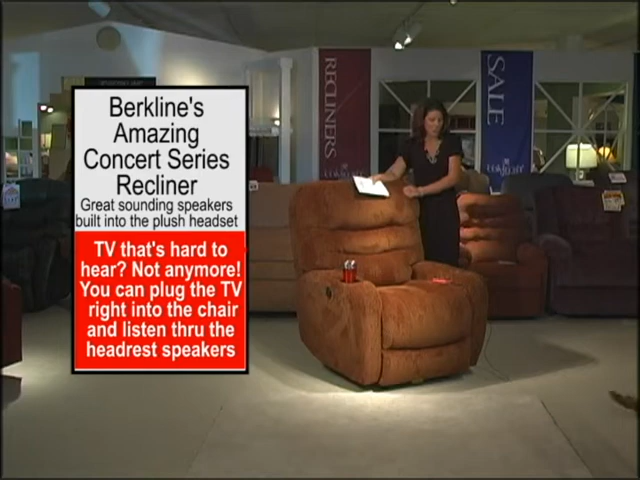 Berkline's
Amazing
Concert Series
Recliner
Great sounding speakers
built into the plush headset
TV that's hard to
hear? Not anymore!
You can plug the TV
right into the chair
and listen thru the
headrest speakers
RECLINERS
SALE